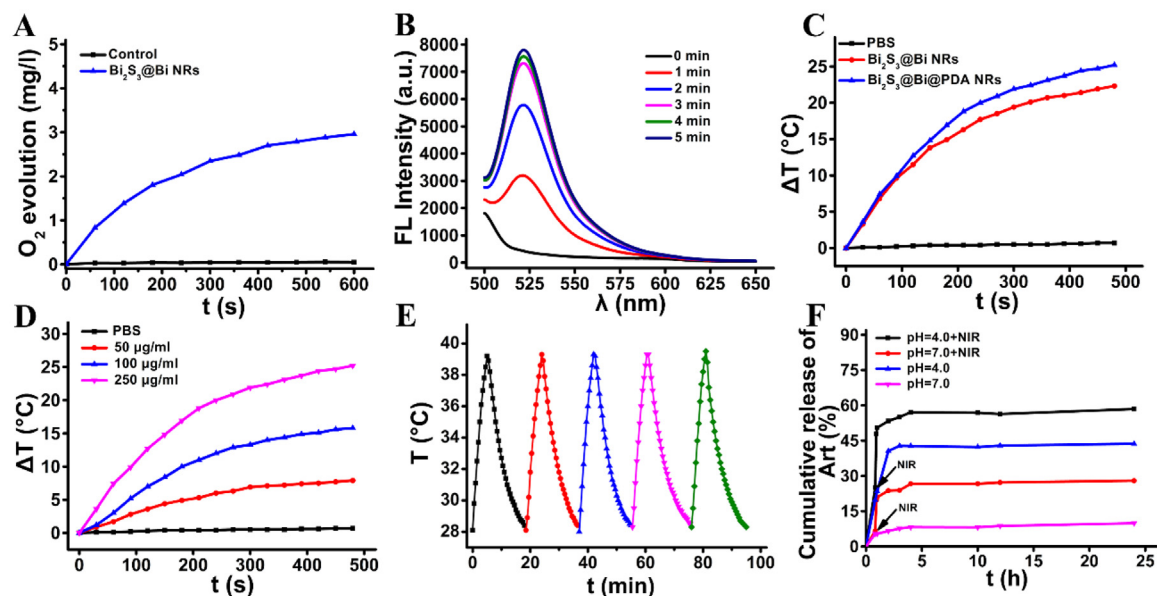 A
Control
Bi₂S₃@Bi NRs
O₂ evolution (mg/l)
5
4
3
2
1
0
0 100 200 300 400 500 600
t (s)
B
0 min
1 min
2 min
3 min
4 min
5 min
FL Intensity (a.u.)
8000
7000
6000
5000
4000
3000
2000
1000
0
500 525 550 575 600 625 650
λ (nm)
C
PBS
Bi₂S₃@Bi NRs
Bi₂S₃@Bi@PDA NRs
ΔT (°C)
25
20
15
10
5
0
0 100 200 300 400 500
t (s)
D
PBS
50 μg/ml
100 μg/ml
250 μg/ml
ΔT (°C)
30
25
20
15
10
5
0
0 100 200 300 400 500
t (s)
E
T (°C)
40
38
36
34
32
30
28
0 20 40 60 80 100
t (min)
F
pH=4.0+NIR
pH=7.0+NIR
pH=4.0
pH=7.0
Cumulative release of
Art (%)
90
75
60
45
30
15
0
NIR
NIR
0 5 10 15 20 25
t (h)